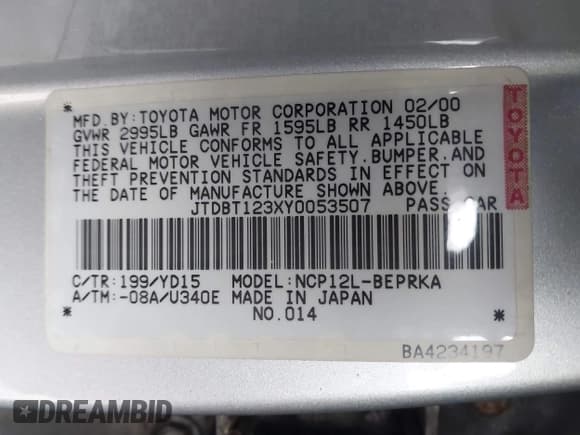 MFD.BY:TOYOTA MOTOR CORPORATION 02/00
GVWR 2995LB GAWR FR 1595LB RR 1450LB
THIS VEHICLE CONFORMS TO ALL APPLICABLE
FEDERAL MOTOR VEHICLE SAFETY.BUMPER.AND
THEFT PREVENTION STANDARDS IN EFFECT ON
THE DATE OF MANUFACTURE SHOWN ABOVE.
JTDBT123XY0053507 PASS CAR
TOYOTA
C/TR:199/YD15 MODEL:NCP12L-BEPRKA
A/TM:-08A/U340E MADE IN JAPAN
* NO.014 *
BA4234197
DREAMBID